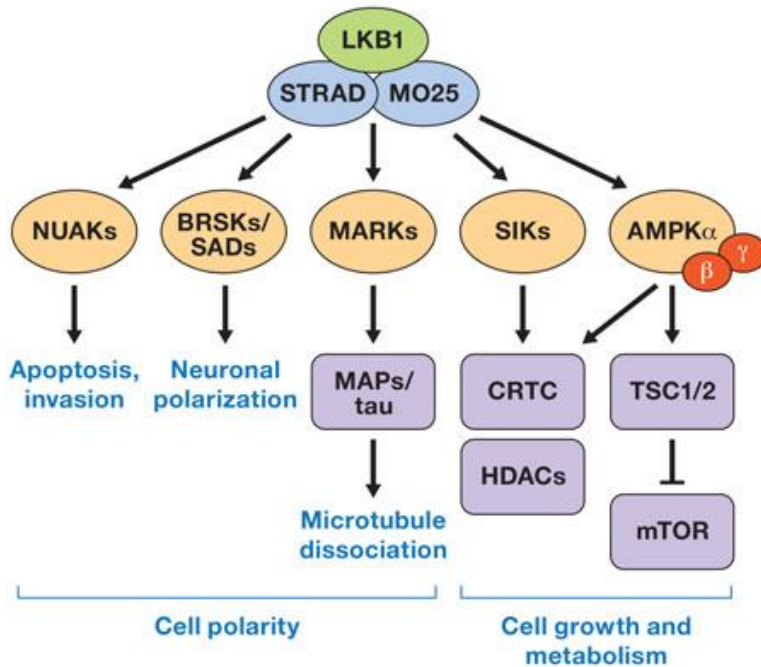 LKB1
STRAD
MO25
NUAKs
BRSKs/
SADs
MARKs
SIKs
AMPKα
β
γ
Apoptosis,
invasion
Neuronal
polarization
MAPs/
tau
CRTC
TSC1/2
HDACs
Microtubule
dissociation
mTOR
Cell polarity
Cell growth and
metabolism